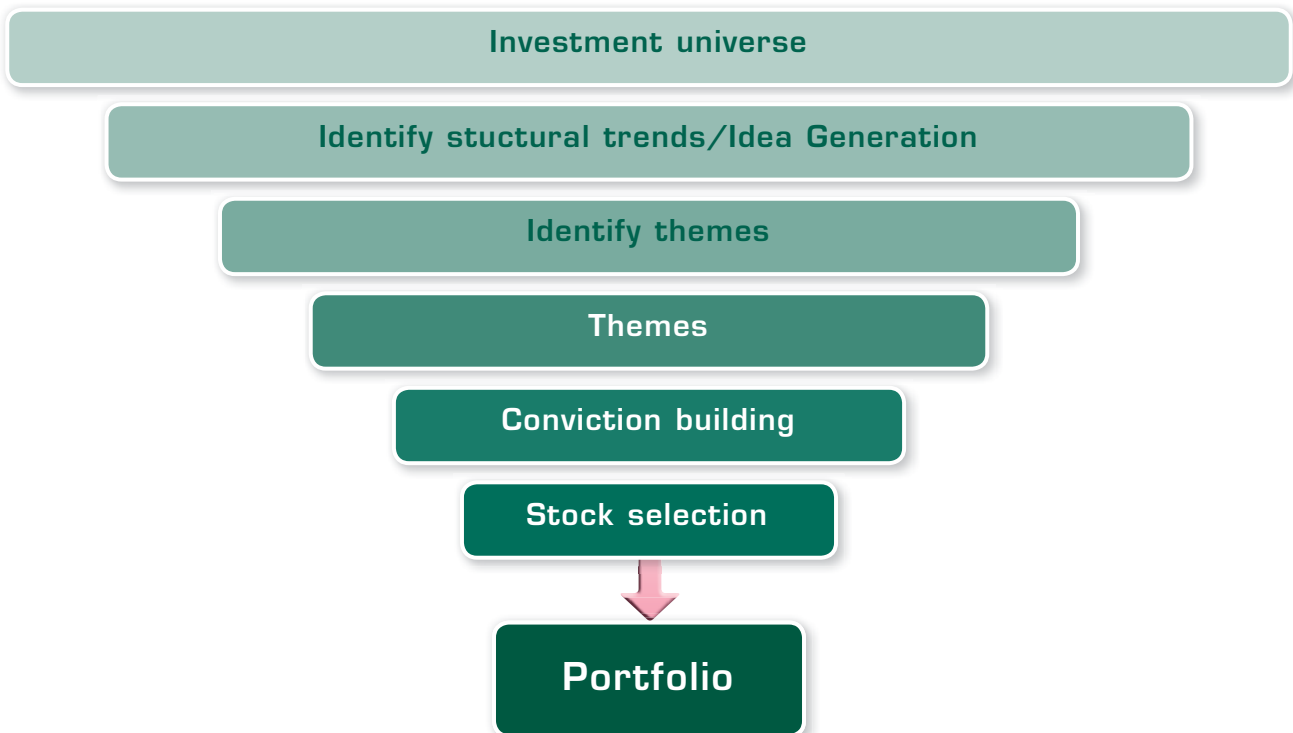 Investment universe
Identify stuctural trends/Idea Generation
Identify themes
Themes
Conviction building
Stock selection
Portfolio